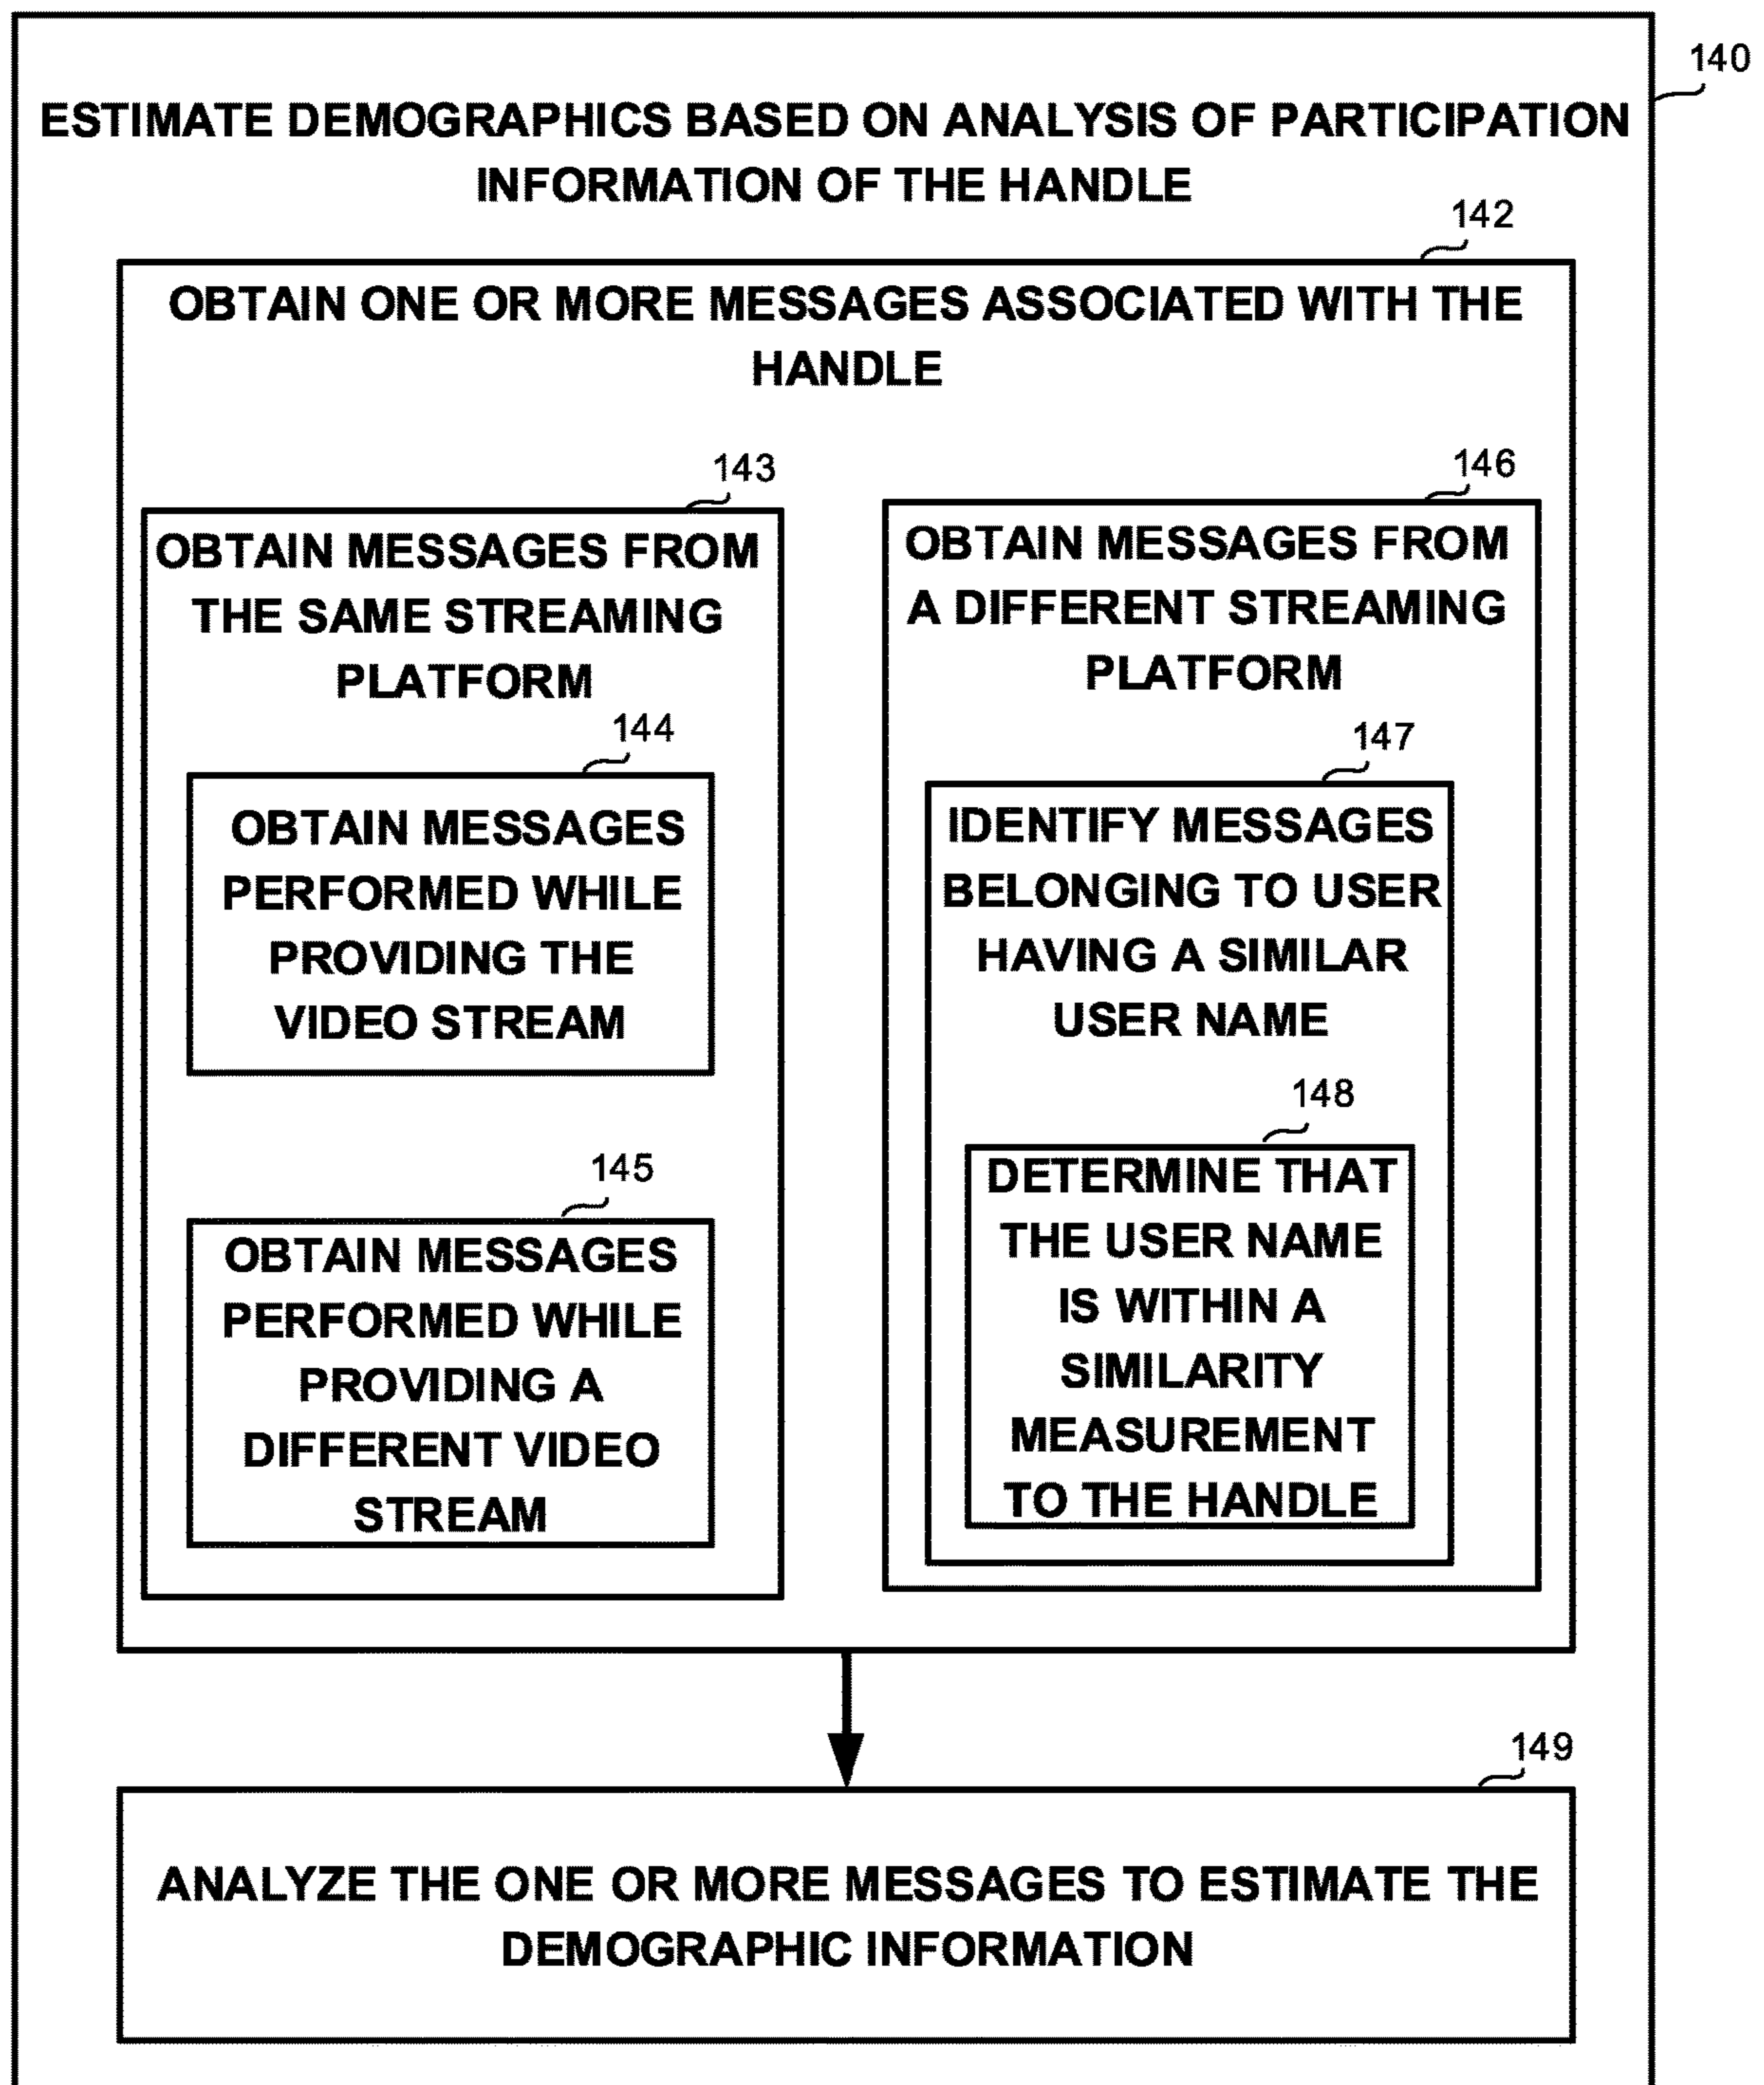 140
ESTIMATE DEMOGRAPHICS BASED ON ANALYSIS OF PARTICIPATION
INFORMATION OF THE HANDLE
142
OBTAIN ONE OR MORE MESSAGES ASSOCIATED WITH THE
HANDLE
143
OBTAIN MESSAGES FROM
THE SAME STREAMING
PLATFORM
144
OBTAIN MESSAGES
PERFORMED WHILE
PROVIDING THE
VIDEO STREAM
145
OBTAIN MESSAGES
PERFORMED WHILE
PROVIDING A
DIFFERENT VIDEO
STREAM
146
OBTAIN MESSAGES FROM
A DIFFERENT STREAMING
PLATFORM
147
IDENTIFY MESSAGES
BELONGING TO USER
HAVING A SIMILAR
USER NAME
148
DETERMINE THAT
THE USER NAME
IS WITHIN A
SIMILARITY
MEASUREMENT
TO THE HANDLE
149
ANALYZE THE ONE OR MORE MESSAGES TO ESTIMATE THE
DEMOGRAPHIC INFORMATION